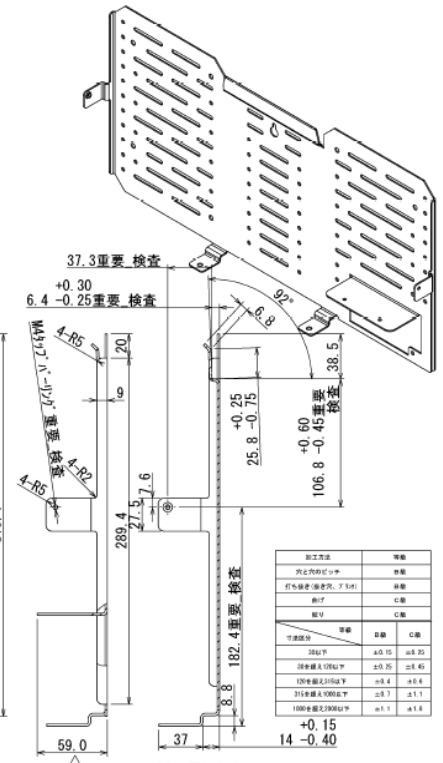 37.3重要_検査
+0.30
6.4 -0.25重要_検査
92°
6.8
4-R5
20
9
M4タップ バーリング 重要 検査
38.5
+0.25
25.8 -0.75
+0.60
106.8 -0.45重要
検査
4-R2
4-R5
7.6
27.5
289.4
182.4重要_検査
8.8
59.0
37
+0.15
14 -0.40
加工方法 等級
穴と穴のピッチ B級
打ち抜き(抜き穴、フランジ) B級
曲げ C級
絞り C級
寸法区分 等級 B級 C級
30以下 ±0.15 ±0.25
30を超え120以下 ±0.25 ±0.45
120を超え315以下 ±0.4 ±0.6
315を超え1000以下 ±0.7 ±1.1
1000を超え2000以下 ±1.1 ±1.8